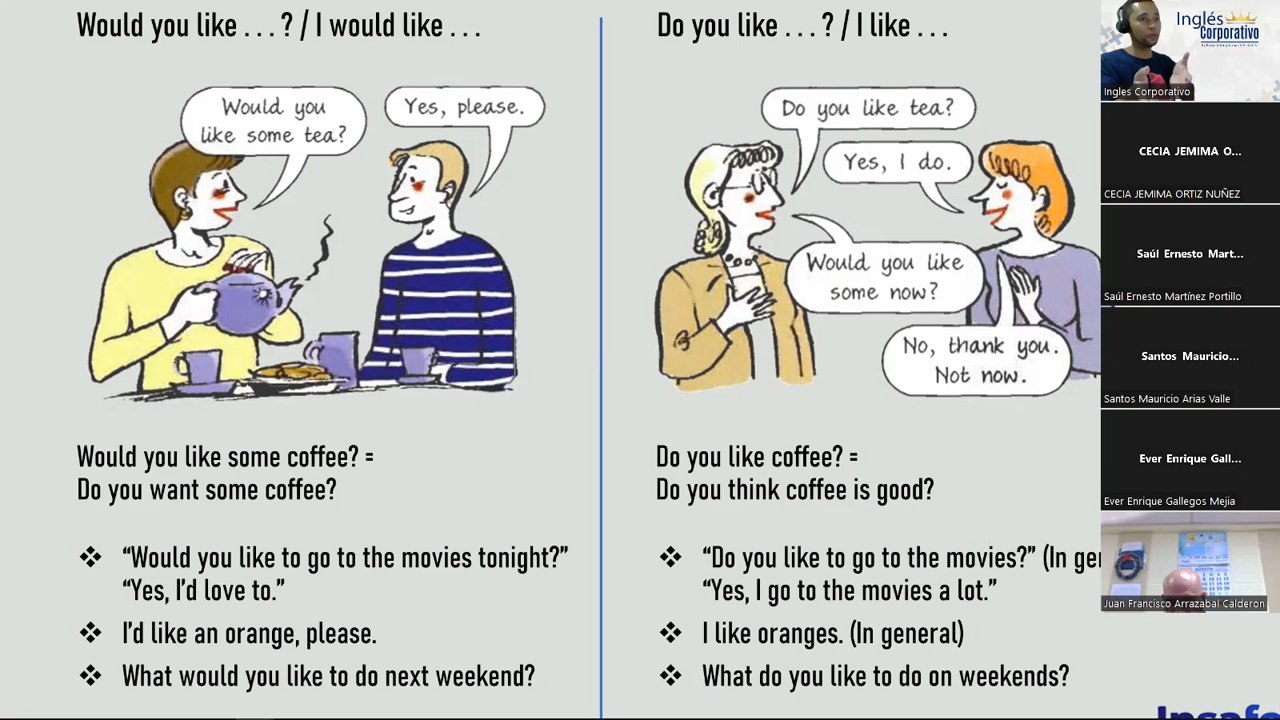 Would you like . . . ? / I would like . . .
Would you
like some tea?
Yes, please.
Would you like some coffee? =
Do you want some coffee?
❖ “Would you like to go to the movies tonight?”
“Yes, I’d love to.”
❖ I’d like an orange, please.
❖ What would you like to do next weekend?
Do you like . . . ? / I like . . .
Do you like tea?
Yes, I do.
Would you like
some now?
No, thank you.
Not now.
Do you like coffee? =
Do you think coffee is good?
❖ “Do you like to go to the movies?” (In
“Yes, I go to the movies a lot.”
❖ I like oranges. (In general)
❖ What do you like to do on weekends?
Inglés
Corporativo
Ingles Corporativo
CECIA JEMIMA O...
CECIA JEMIMA ORTIZ NUÑEZ
Saúl Ernesto Mart...
Saúl Ernesto Martínez Portillo
Santos Mauricio...
Santos Mauricio Arias Valle
Ever Enrique Gall...
Ever Enrique Gallegos Mejia
Juan Francisco Arrazabal Calderon